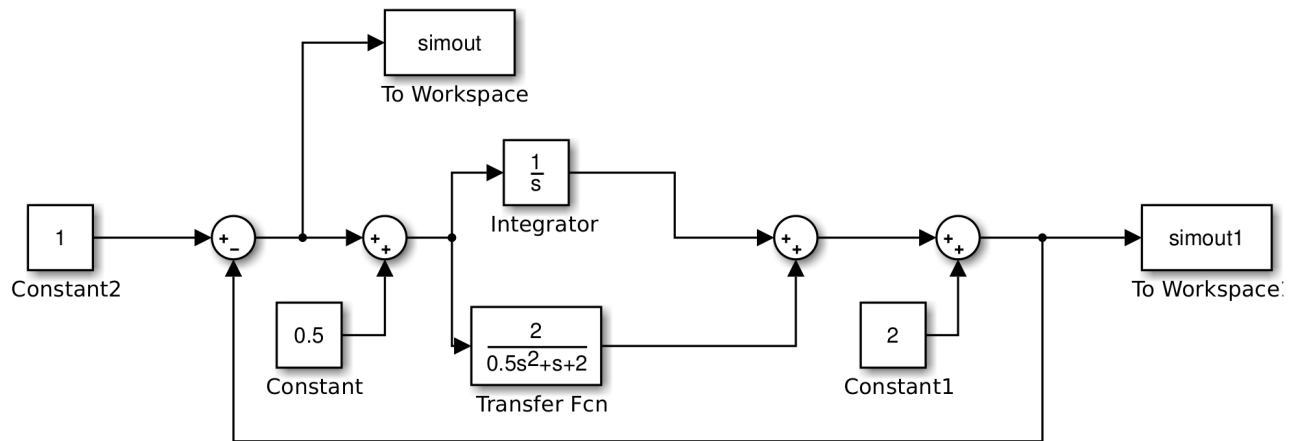 simout
To Workspace
1
s
Integrator
1
+
−
+
+
+
+
+
+
simout1
Constant2
To Workspace
0.5
2
0.5s2+s+2
2
Constant
Constant1
Transfer Fcn